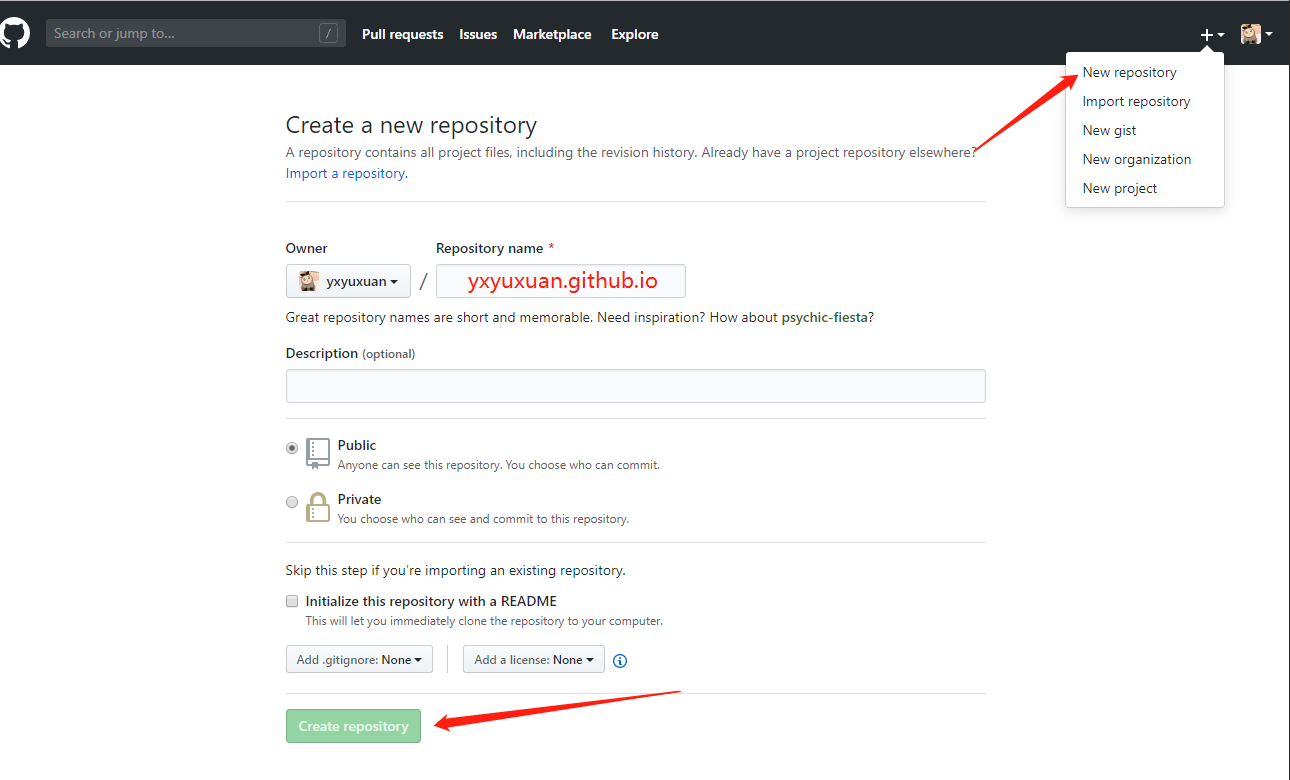 Search or jump to... /
Pull requests Issues Marketplace Explore
New repository
Import repository
New gist
New organization
New project
Create a new repository
A repository contains all project files, including the revision history. Already have a project repository elsewhere?
Import a repository.
Owner Repository name *
yxyuxuan / yxyuxuan.github.io
Great repository names are short and memorable. Need inspiration? How about psychic-fiesta?
Description (optional)
Public
Anyone can see this repository. You choose who can commit.
Private
You choose who can see and commit to this repository.
Skip this step if you're importing an existing repository.
Initialize this repository with a README
This will let you immediately clone the repository to your computer.
Add .gitignore: None Add a license: None
Create repository